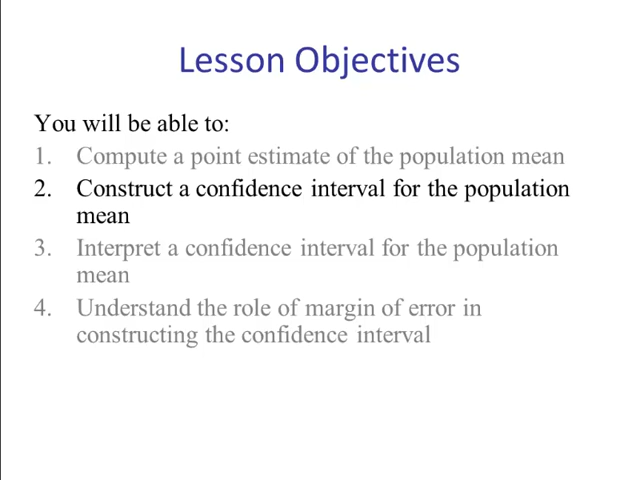 Lesson Objectives
You will be able to:
1. Compute a point estimate of the population mean
2. Construct a confidence interval for the population
mean
3. Interpret a confidence interval for the population
mean
4. Understand the role of margin of error in
constructing the confidence interval